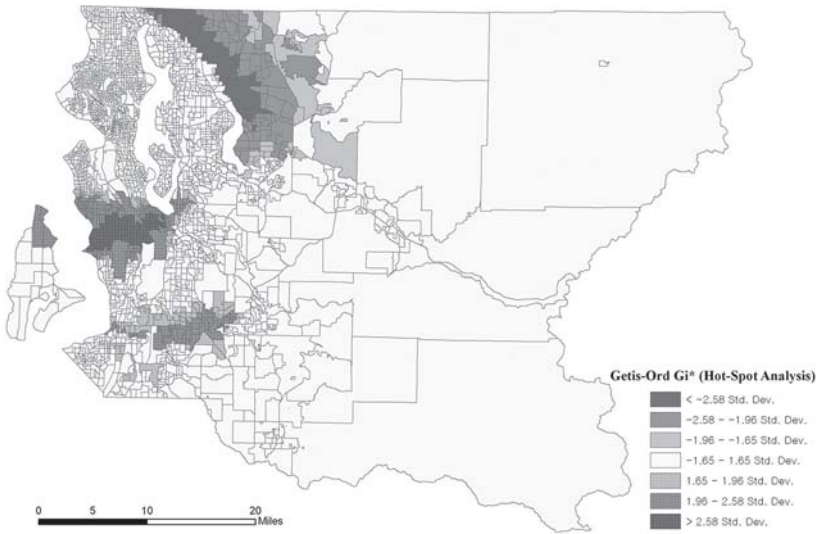 Getis-Ord Gi* (Hot-Spot Analysis)
< -2.58 Std. Dev.
-2.58 - -1.96 Std. Dev.
-1.96 - -1.65 Std. Dev.
-1.65 - 1.65 Std. Dev.
1.65 - 1.96 Std. Dev.
1.96 - 2.58 Std. Dev.
> 2.58 Std. Dev.
0 5 10 20
Miles